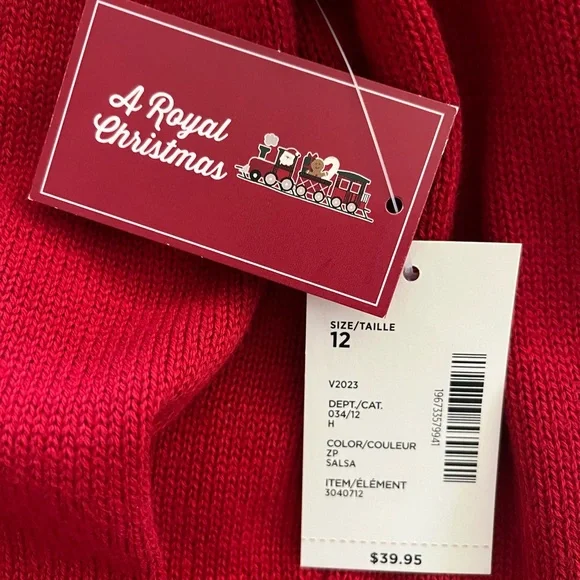 A Royal
Christmas
SIZE/TAILLE
12
V2023
DEPT./CAT.
034/12
H
COLOR/COULEUR
ZP
SALSA
ITEM/ÉLÉMENT
3040712
196733579941
$39.95